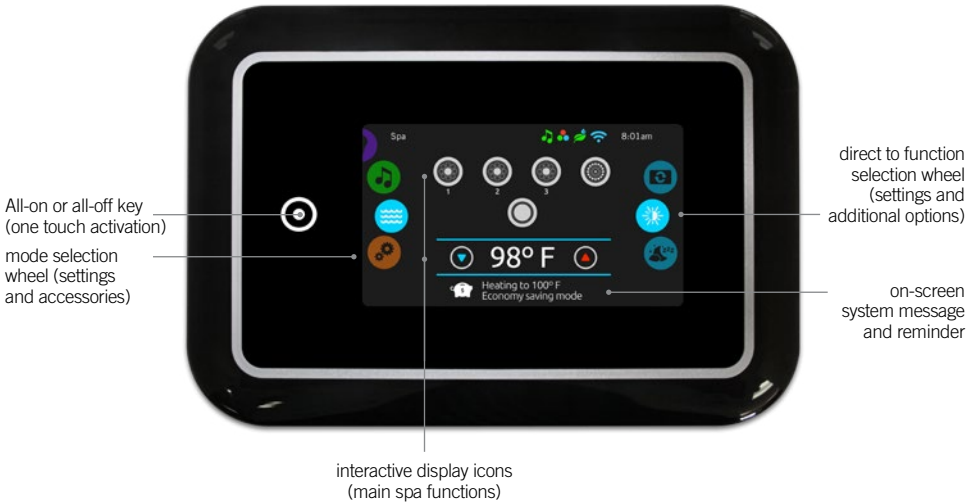 Spa
8:01am
1 2 3
98° F
Heating to 100° F
Economy saving mode
All-on or all-off key
(one touch activation)
mode selection
wheel (settings
and accessories)
direct to function
selection wheel
(settings and
additional options)
on-screen
system message
and reminder
interactive display icons
(main spa functions)